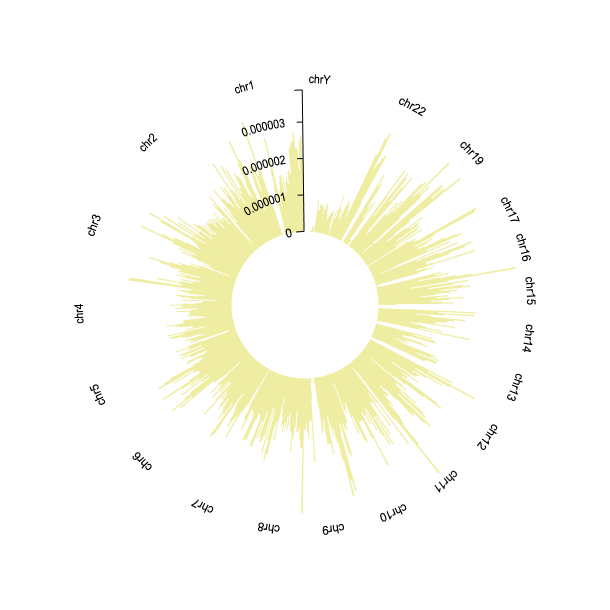 chrY
chr1
chr2
chr3
chr4
chr5
chr6
chr7
chr8
chr9
chr10
chr11
chr12
chr13
chr14
chr15
chr16
chr17
chr19
chr22
0.000003
0.000002
0.000001
0